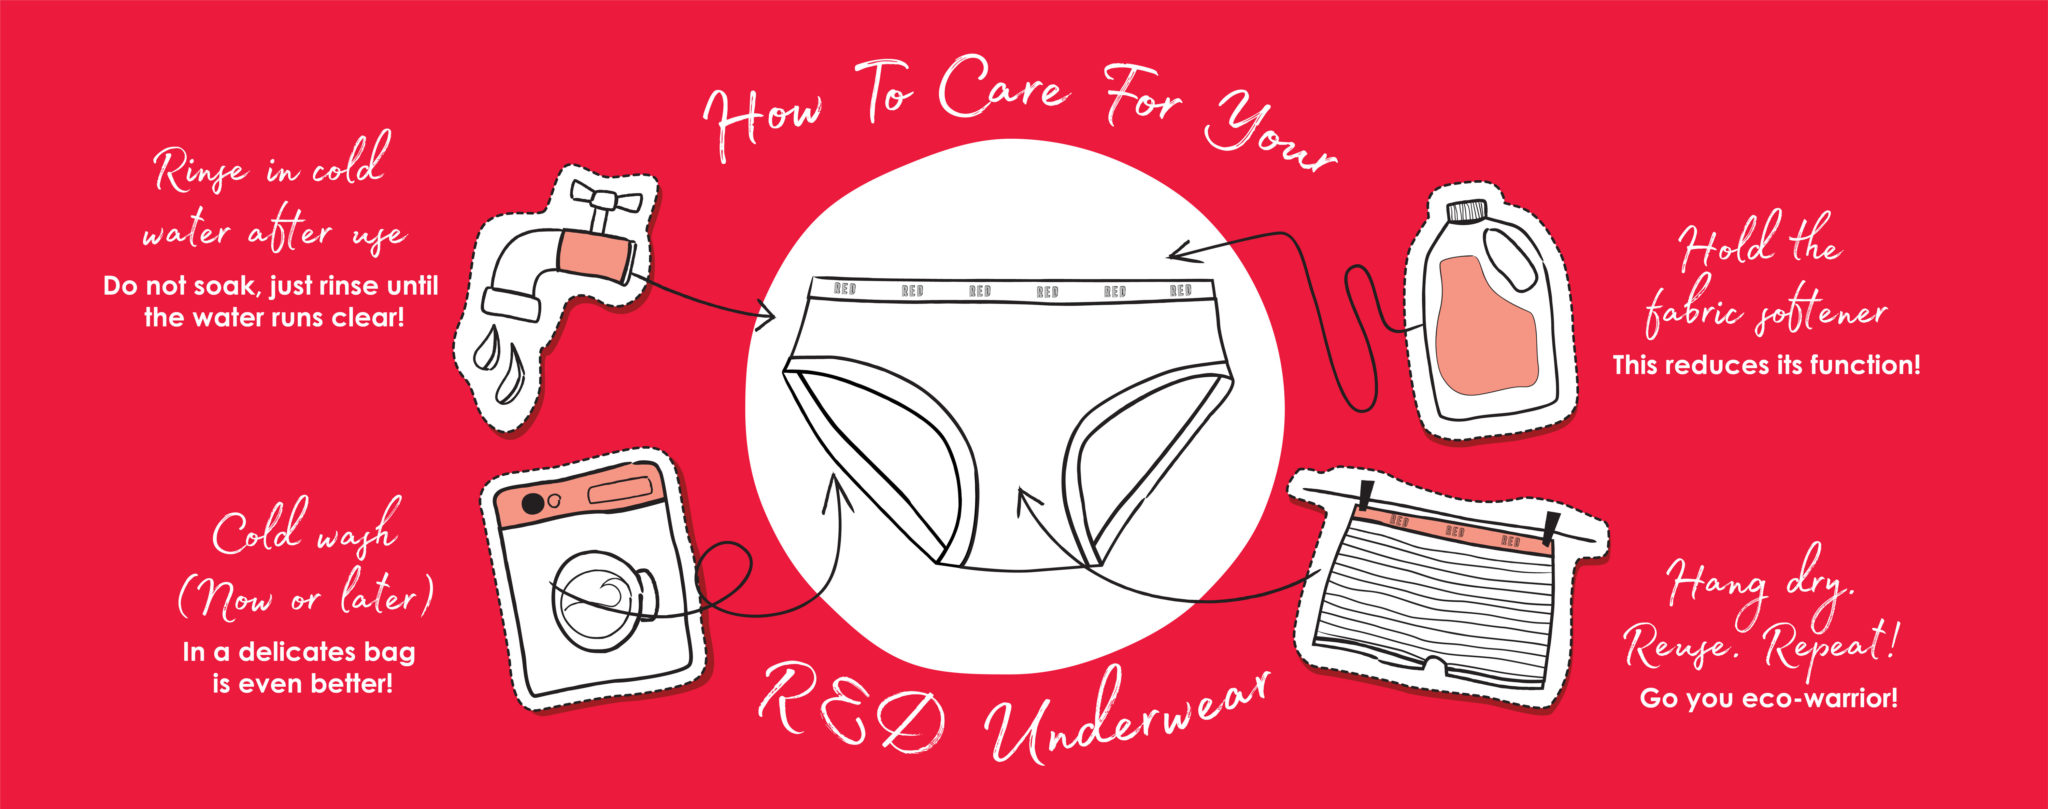 How To Care For Your
Rinse in cold
water after use
Do not soak, just rinse until
the water runs clear!
Hold the
fabric softener
This reduces its function!
RED RED RED RED RED RED
Cold wash
(Now or later)
In a delicates bag
is even better!
RED RED RED
Hang dry.
Reuse. Repeat!
Go you eco-warrior!
RED Underwear